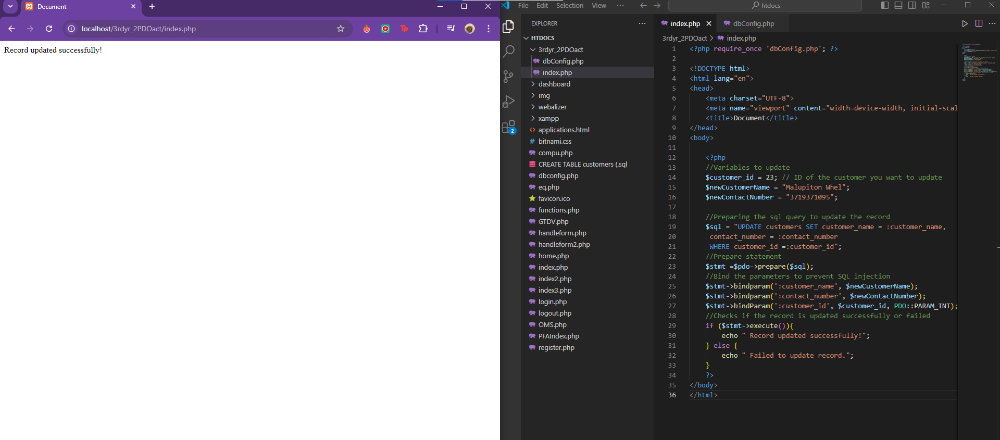 Document
localhost/3rdyr_2PDOact/index.php
Tp
Record updated successfully!
File Edit Selection View ···
htdocs
2
EXPLORER
HTDOCS
3rdyr_2PDOact
dbConfig.php
index.php
dashboard
img
webalizer
xampp
<> applications.html
# bitnami.css
compu.php
CREATE TABLE customers (.sql
dbconfig.php
eq.php
favicon.ico
functions.php
GTDV.php
handleform.php
handleform2.php
home.php
index.php
index2.php
index3.php
login.php
logout.php
OMS.php
PFAIndex.php
register.php
index.php dbConfig.php
3rdyr_2PDOact > index.php
1 <?php require_once 'dbConfig.php'; ?>
2
3 <!DOCTYPE html>
4 <html lang="en">
5 <head>
6 <meta charset="UTF-8">
7 <meta name="viewport" content="width=device-width, initial-scal
8 <title>Document</title>
9 </head>
10 <body>
11
12 <?php
13 //Variables to update
14 $customer_id = 23; // ID of the customer you want to update
15 $newCustomerName = "Malupiton Whel";
16 $newContactNumber = "3719371095";
17
18 //Preparing the sql query to update the record
19 $sql = "UPDATE customers SET customer_name = :customer_name,
20 contact_number = :contact_number
21 WHERE customer_id =:customer_id";
22 //Prepare statement
23 $stmt =$pdo->prepare($sql);
24 //Bind the parameters to prevent SQL injection
25 $stmt->bindparam(':customer_name', $newCustomerName);
26 $stmt->bindparam(':contact_number', $newContactNumber);
27 $stmt->bindParam(':customer_id', $customer_id, PDO::PARAM_INT);
28 //Checks if the record is updated successfully or failed
29 if ($stmt->execute()){
30 echo " Record updated successfully!";
31 } else {
32 echo " Failed to update record.";
33 }
34 ?>
35 </body>
36 </html>